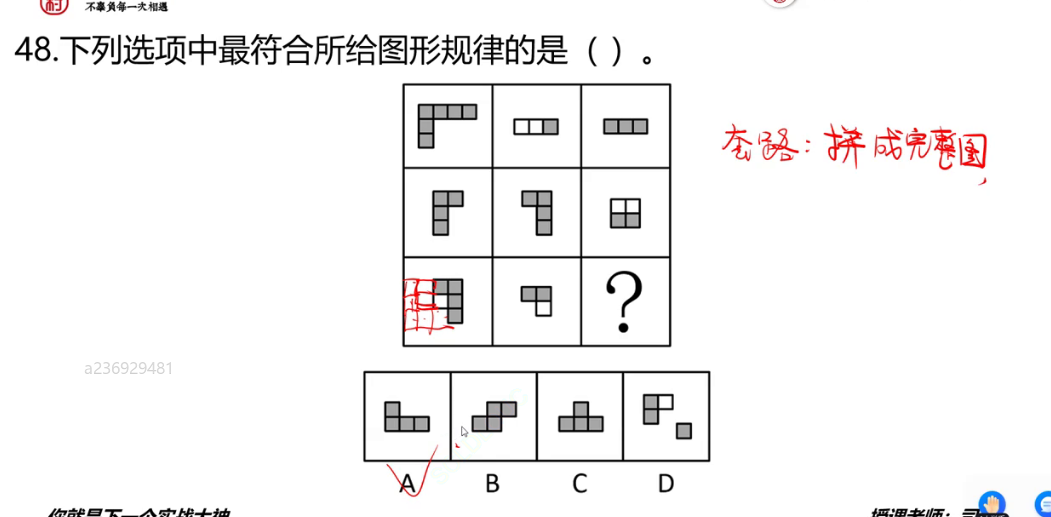 村
不辜负每一次相遇
48.下列选项中最符合所给图形规律的是（ ）。
套路：拼成完整图
?
a236929481
A B C D
你就是下一个实战大神
授课老师：司